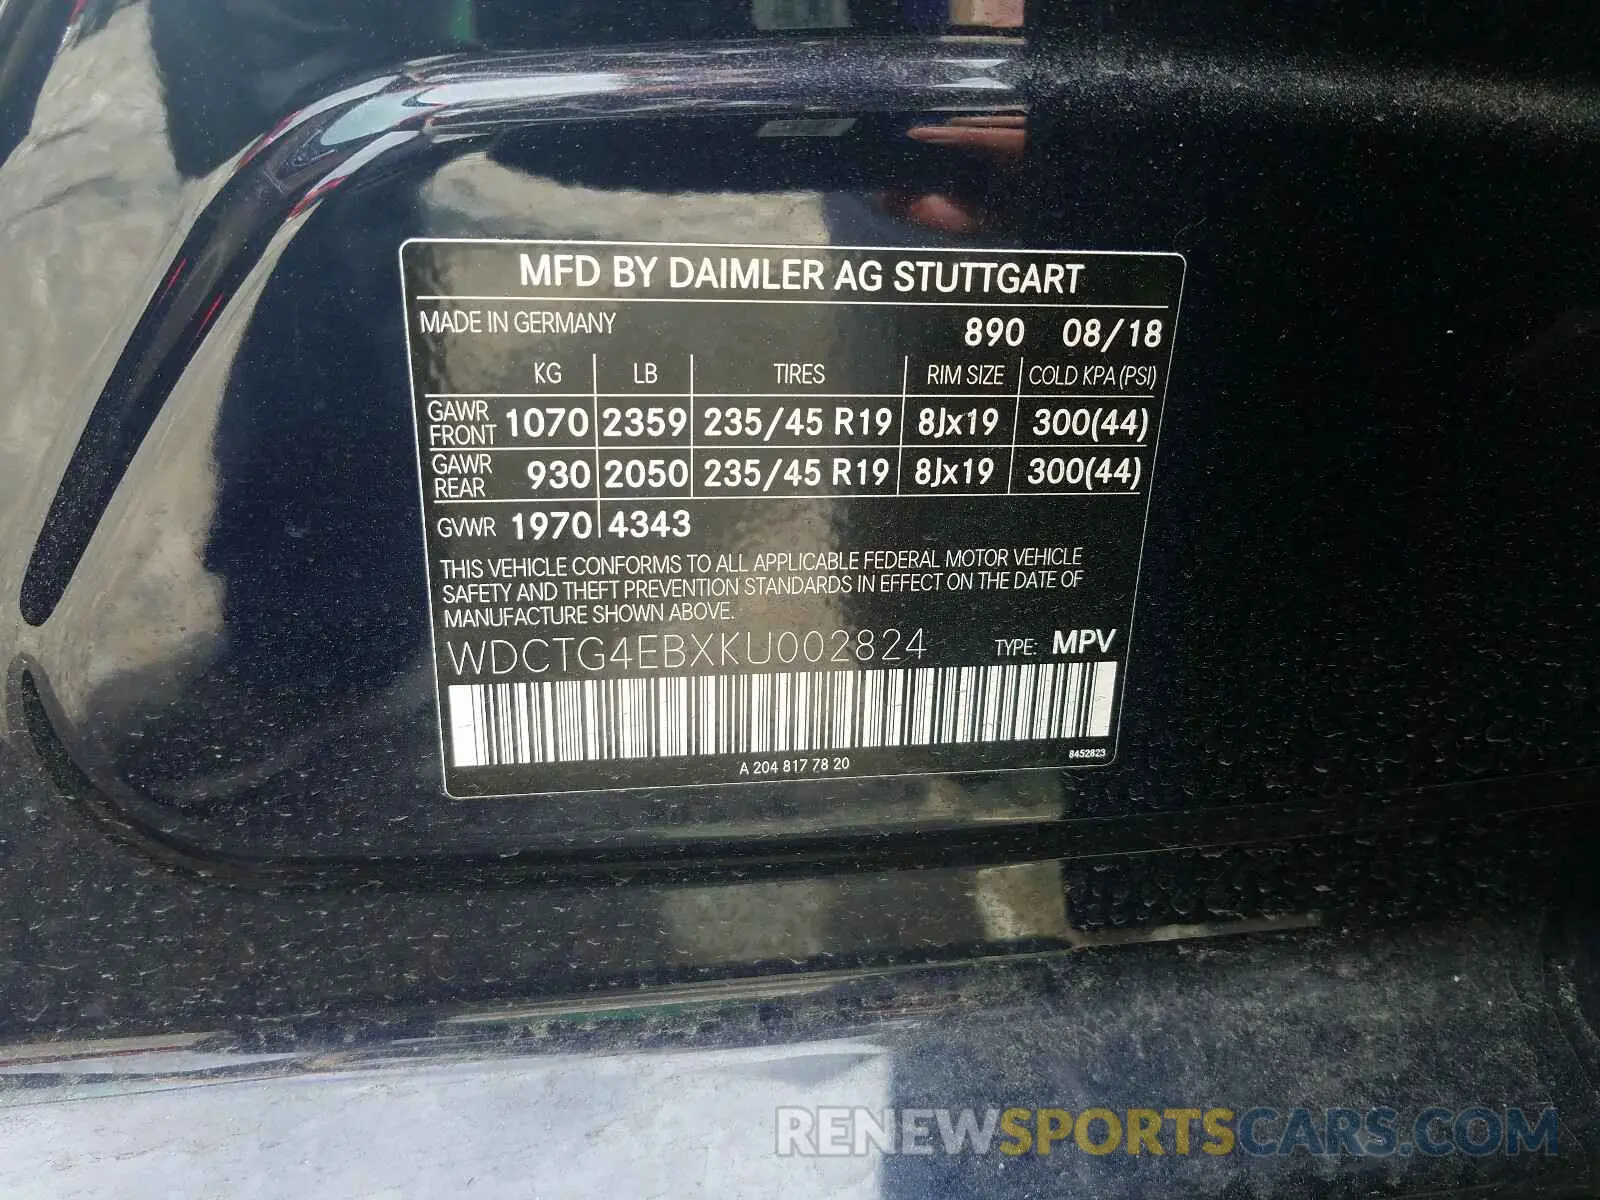 MFD BY DAIMLER AG STUTTGART
MADE IN GERMANY 890 08/18
KG LB TIRES RIM SIZE COLD KPA (PSI)
GAWR FRONT 1070 2359 235/45 R19 8Jx19 300(44)
GAWR REAR 930 2050 235/45 R19 8Jx19 300(44)
GVWR 1970 4343
THIS VEHICLE CONFORMS TO ALL APPLICABLE FEDERAL MOTOR VEHICLE
SAFETY AND THEFT PREVENTION STANDARDS IN EFFECT ON THE DATE OF
MANUFACTURE SHOWN ABOVE.
WDCTG4EBXKU002824 TYPE: MPV
8452823
A 204 817 78 20
RENEWSPORTSCARS.COM